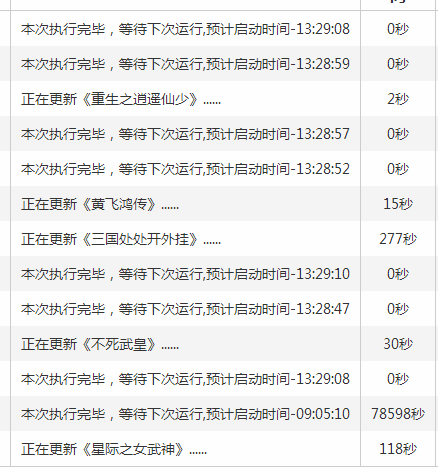 本次执行完毕，等待下次运行,预计启动时间-13:29:08 0秒
本次执行完毕，等待下次运行,预计启动时间-13:28:59 0秒
正在更新《重生之逍遥仙少》...... 2秒
本次执行完毕，等待下次运行,预计启动时间-13:28:57 0秒
本次执行完毕，等待下次运行,预计启动时间-13:28:52 0秒
正在更新《黄飞鸿传》...... 15秒
正在更新《三国处处开外挂》...... 277秒
本次执行完毕，等待下次运行,预计启动时间-13:29:10 0秒
本次执行完毕，等待下次运行,预计启动时间-13:28:47 0秒
正在更新《不死武皇》...... 30秒
本次执行完毕，等待下次运行,预计启动时间-13:29:08 0秒
本次执行完毕，等待下次运行,预计启动时间-09:05:10 78598秒
正在更新《星际之女武神》...... 118秒